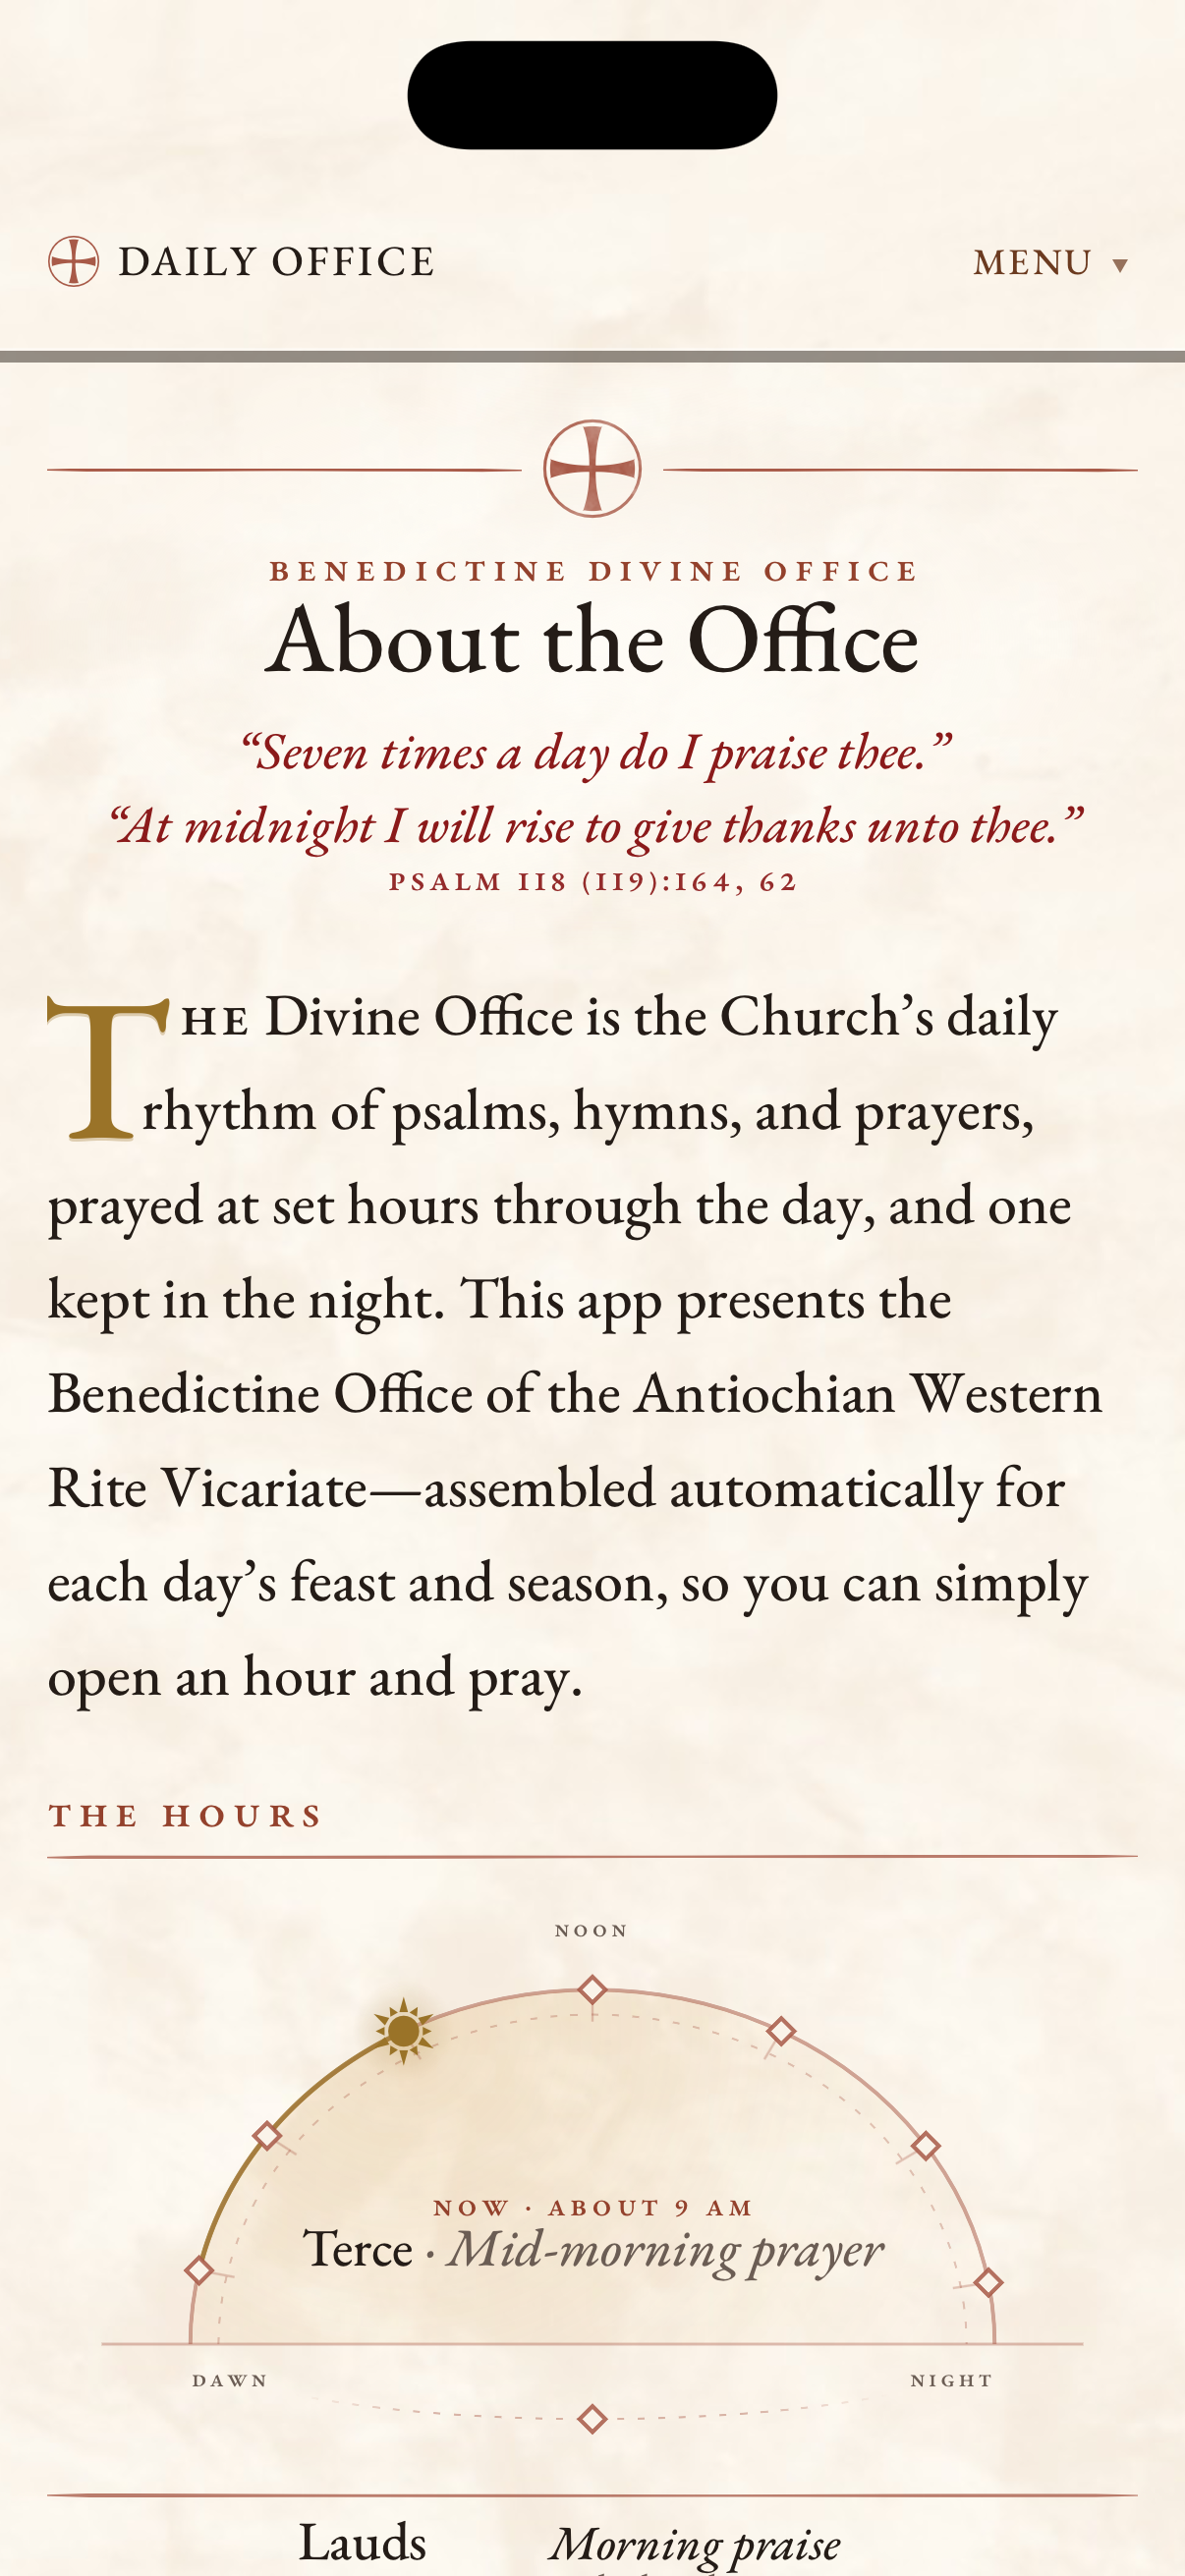 DAILY OFFICE
MENU ▼
BENEDICTINE DIVINE OFFICE
About the Office
“Seven times a day do I praise thee.”
“At midnight I will rise to give thanks unto thee.”
PSALM 118 (119):164, 62
THE Divine Office is the Church’s daily
rhythm of psalms, hymns, and prayers,
prayed at set hours through the day, and one
kept in the night. This app presents the
Benedictine Office of the Antiochian Western
Rite Vicariate—assembled automatically for
each day’s feast and season, so you can simply
open an hour and pray.
THE HOURS
NOON
NOW · ABOUT 9 AM
Terce · Mid-morning prayer
DAWN
NIGHT
Lauds
Morning praise